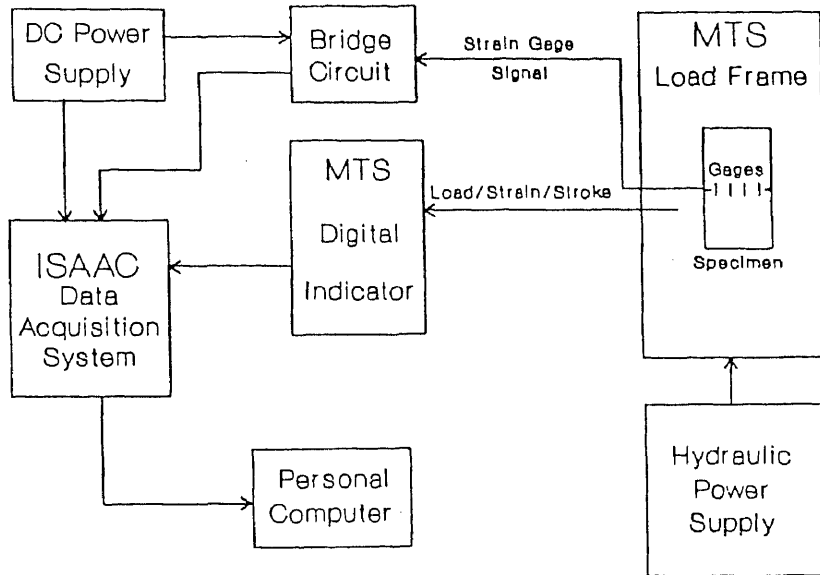 DC Power
Supply
Bridge
Circuit
Strain Gage
Signal
MTS
Load Frame
Gages
Specimen
MTS
Digital
Indicator
Load/Strain/Stroke
ISAAC
Data
Acquisition
System
Personal
Computer
Hydraulic
Power
Supply